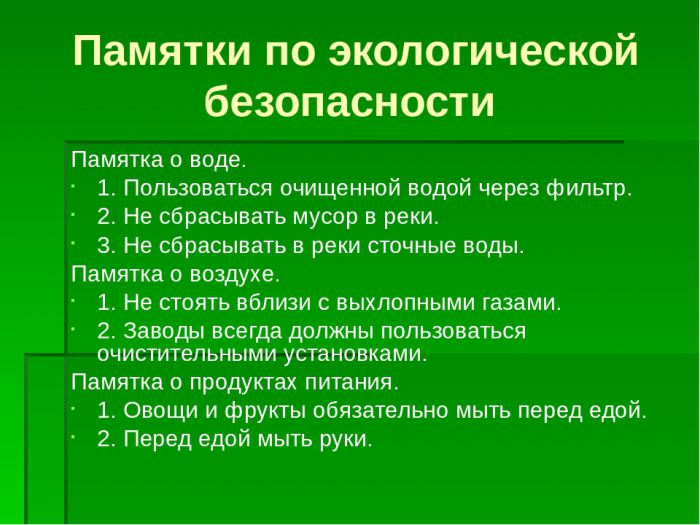 Памятки по экологической
безопасности
Памятка о воде.
1. Пользоваться очищенной водой через фильтр.
2. Не сбрасывать мусор в реки.
3. Не сбрасывать в реки сточные воды.
Памятка о воздухе.
1. Не стоять вблизи с выхлопными газами.
2. Заводы всегда должны пользоваться
очистительными установками.
Памятка о продуктах питания.
1. Овощи и фрукты обязательно мыть перед едой.
2. Перед едой мыть руки.